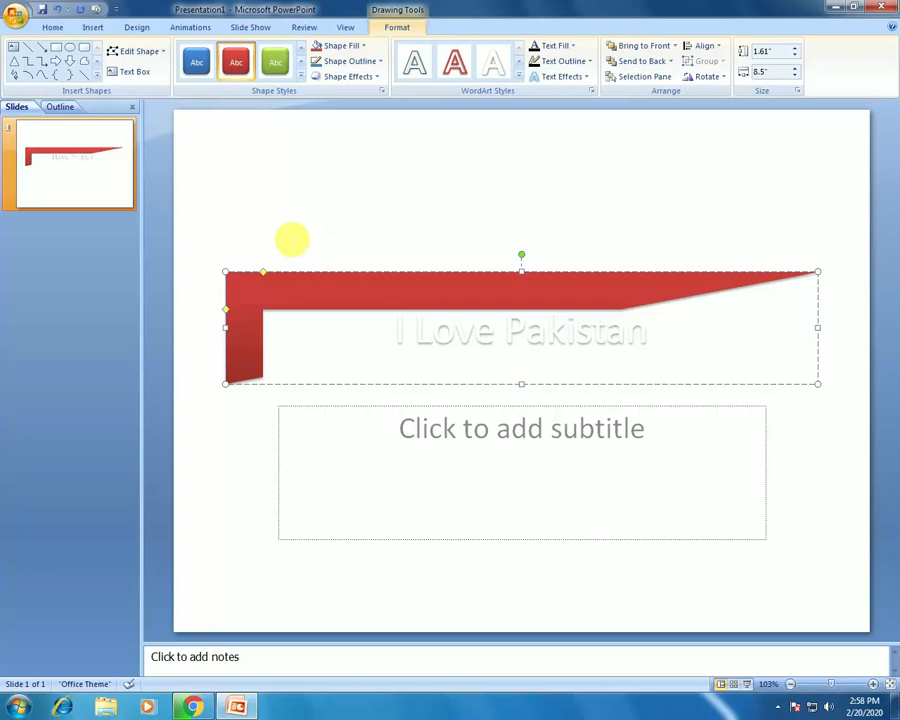 Presentation1 - Microsoft PowerPoint
Drawing Tools
Home Insert Design Animations Slide Show Review View Format
Edit Shape
Text Box
Insert Shapes
Abc Abc Abc
Shape Fill
Shape Outline
Shape Effects
Shape Styles
A A A
Text Fill
Text Outline
Text Effects
WordArt Styles
Bring to Front
Send to Back
Selection Pane
Align
Group
Rotate
Arrange
1.61"
8.5"
Size
Slides Outline
1
I Love Pakistan
Click to add subtitle
Click to add notes
Slide 1 of 1
"Office Theme"
103%
2:58 PM
2/20/2020